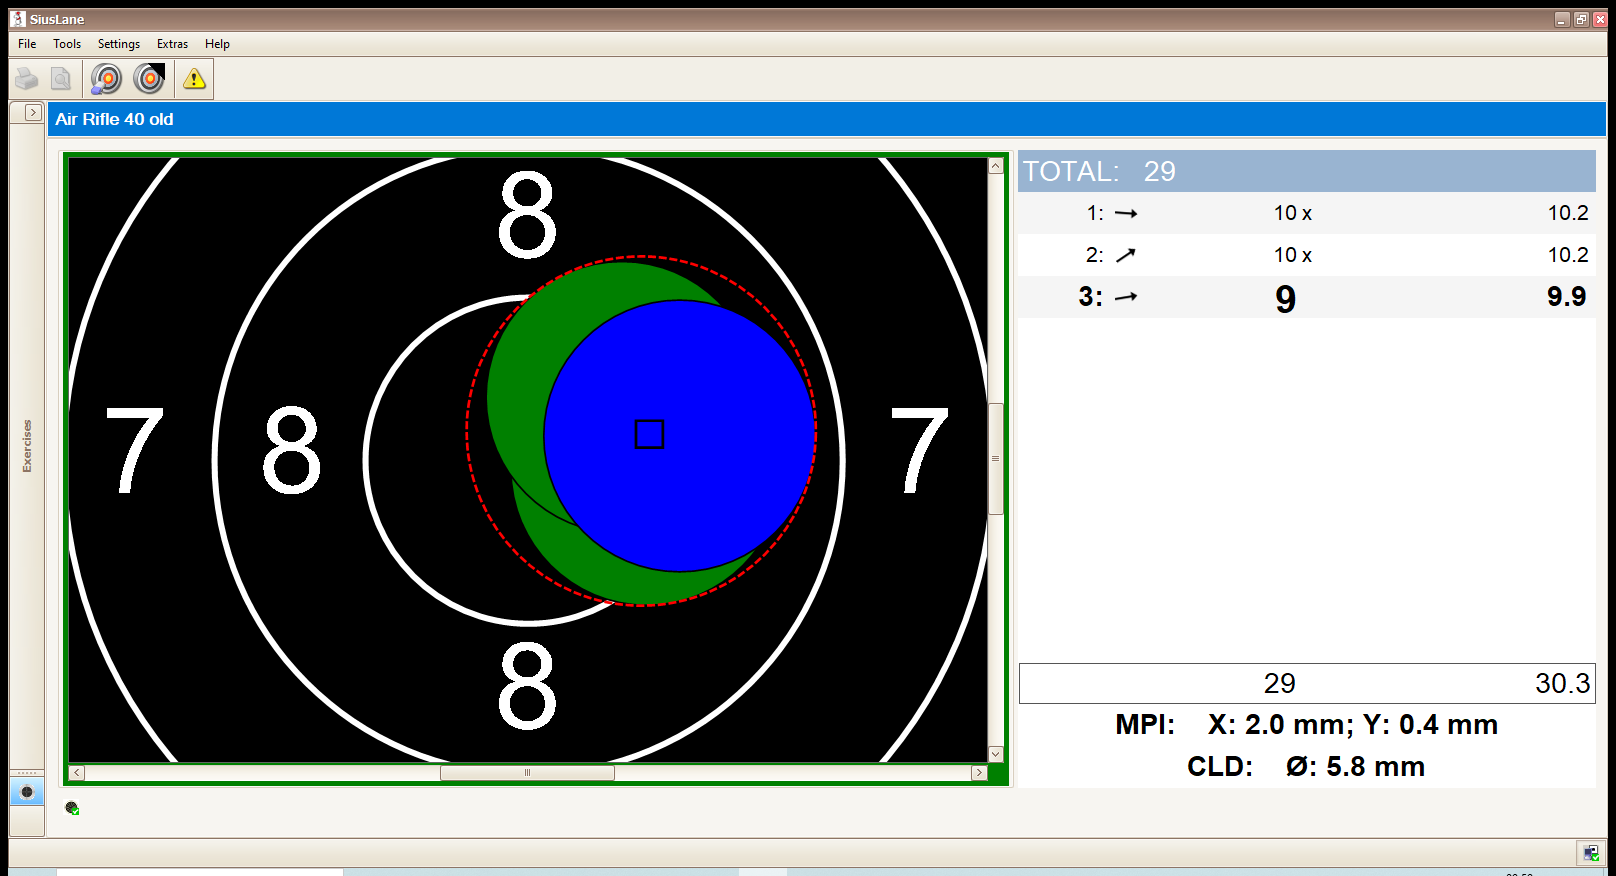 SiusLane
File Tools Settings Extras Help
Air Rifle 40 old
Exercises
8
7 8 7
8
TOTAL: 29
1: 10 x 10.2
2: 10 x 10.2
3: 9 9.9
29 30.3
MPI: X: 2.0 mm; Y: 0.4 mm
CLD: Ø: 5.8 mm